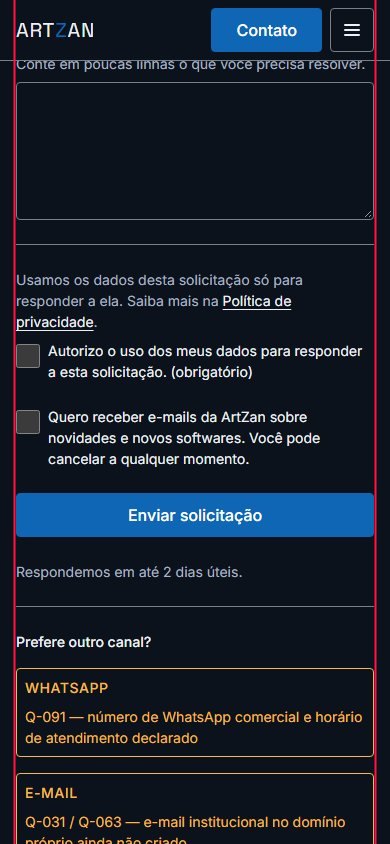 ARTZAN
Contato
Conte em poucas linhas o que você precisa resolver.
Usamos os dados desta solicitação só para
responder a ela. Saiba mais na Política de
privacidade.
Autorizo o uso dos meus dados para responder
a esta solicitação. (obrigatório)
Quero receber e-mails da ArtZan sobre
novidades e novos softwares. Você pode
cancelar a qualquer momento.
Enviar solicitação
Respondemos em até 2 dias úteis.
Prefere outro canal?
WHATSAPP
Q-091 — número de WhatsApp comercial e horário
de atendimento declarado
E-MAIL
Q-031 / Q-063 — e-mail institucional no domínio
próprio ainda não criado